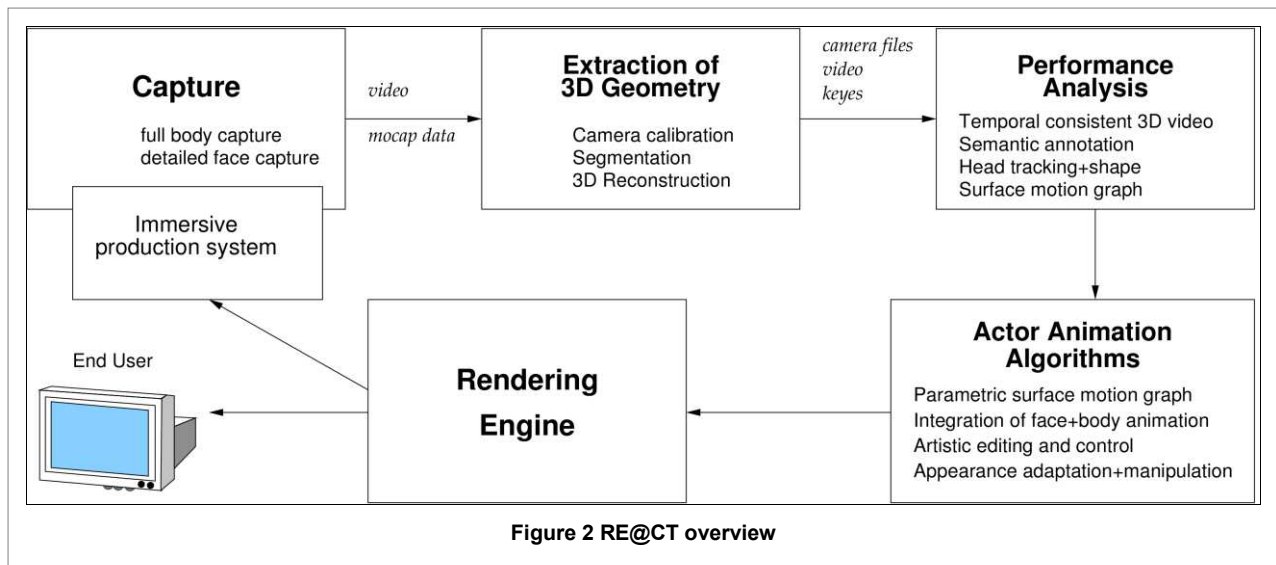 Capture
full body capture
detailed face capture
Immersive
production system
video
mocap data
Extraction of
3D Geometry
Camera calibration
Segmentation
3D Reconstruction
camera files
video
keyes
Performance
Analysis
Temporal consistent 3D video
Semantic annotation
Head tracking+shape
Surface motion graph
Actor Animation
Algorithms
Parametric surface motion graph
Integration of face+body animation
Artistic editing and control
Appearance adaptation+manipulation
Rendering
Engine
End User
Figure 2 RE@CT overview